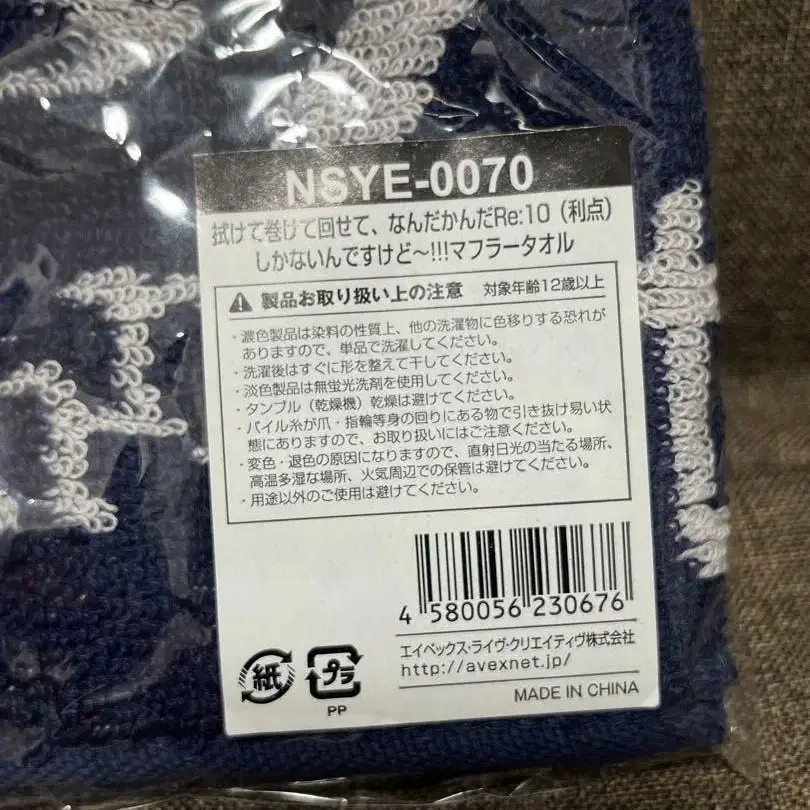 NSYE-0070
拭けて巻けて回せて、なんだかんだRe:10（利点）
しかないんですけど〜!!!マフラータオル
製品お取り扱い上の注意 対象年齢12歳以上
・濃色製品は染料の性質上、他の洗濯物に色移りする恐れが
ありますので、単品で洗濯してください。
・洗濯後はすぐに形を整えて干してください。
・淡色製品は無蛍光洗剤を使用してください。
・タンブル（乾燥機）乾燥は避けてください。
・パイル糸が爪・指輪等身の回りにある物で引き抜け易い状
態にありますので、お取り扱いにはご注意ください。
・変色・退色の原因になりますので、直射日光の当たる場所、
高温多湿な場所、火気周辺での保管は避けてください。
・用途以外のご使用は避けてください。
4 580056 230676
エイベックス・ライヴ・クリエイティヴ株式会社
http://avexnet.jp/
紙 プラ
PP
MADE IN CHINA